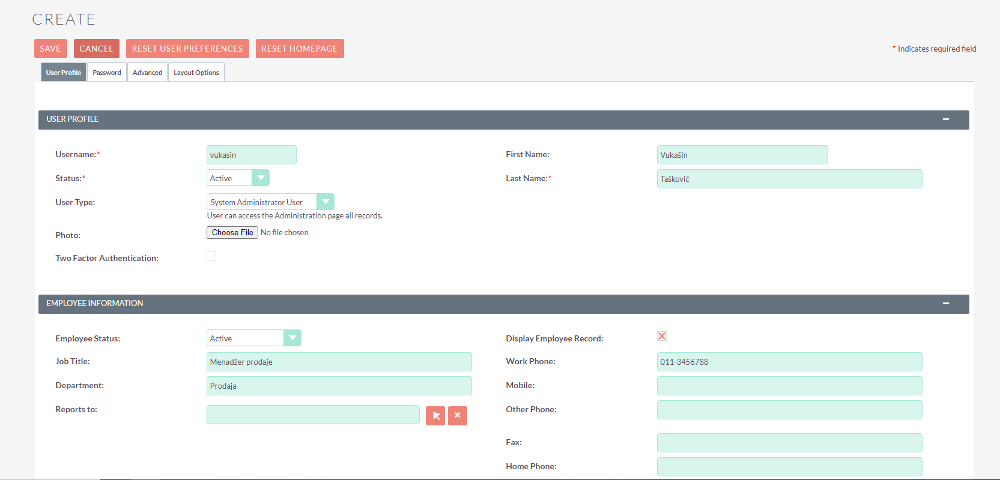 CREATE
SAVE CANCEL RESET USER PREFERENCES RESET HOMEPAGE * Indicates required field
User Profile Password Advanced Layout Options
USER PROFILE
Username:* vukasin First Name: Vukašin
Status:* Active Last Name:* Tašković
User Type: System Administrator User
User can access the Administration page all records.
Photo: Choose File No file chosen
Two Factor Authentication:
EMPLOYEE INFORMATION
Employee Status: Active Display Employee Record:
Job Title: Menadžer prodaje Work Phone: 011-3456788
Department: Prodaja Mobile:
Reports to: Other Phone:
Fax:
Home Phone: